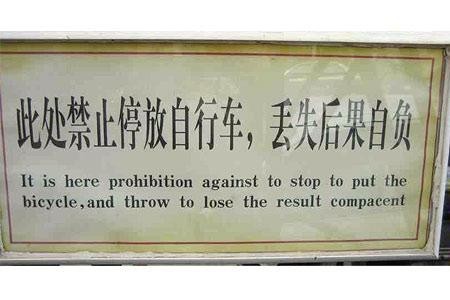 此处禁止停放自行车，丢失后果自负
It is here prohibition against to stop to put the
bicycle,and throw to lose the result compacent